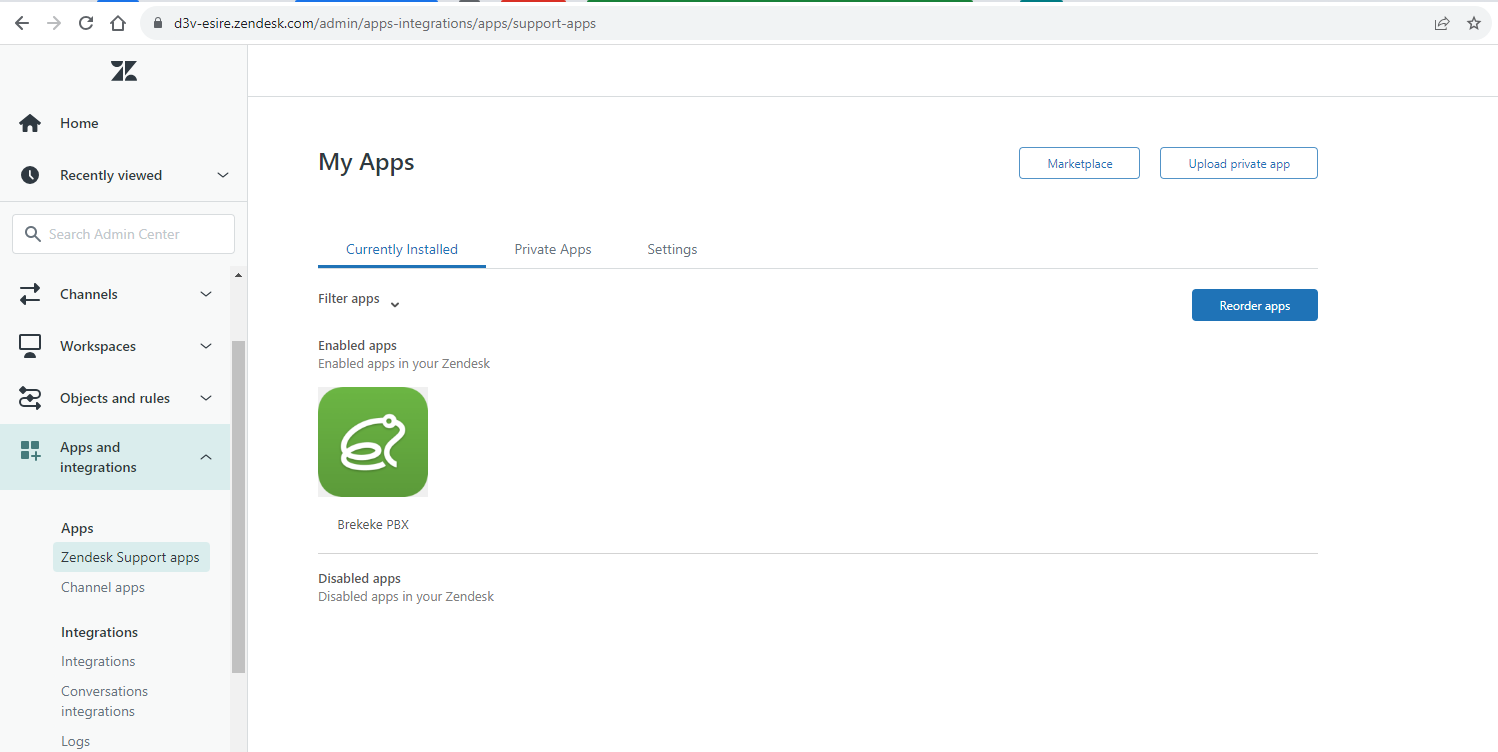 d3v-esire.zendesk.com/admin/apps-integrations/apps/support-apps
Home
Recently viewed
Search Admin Center
Channels
Workspaces
Objects and rules
Apps and
integrations
Apps
Zendesk Support apps
Channel apps
Integrations
Integrations
Conversations
integrations
Logs
My Apps
Marketplace
Upload private app
Currently Installed
Private Apps
Settings
Filter apps
Reorder apps
Enabled apps
Enabled apps in your Zendesk
Brekeke PBX
Disabled apps
Disabled apps in your Zendesk